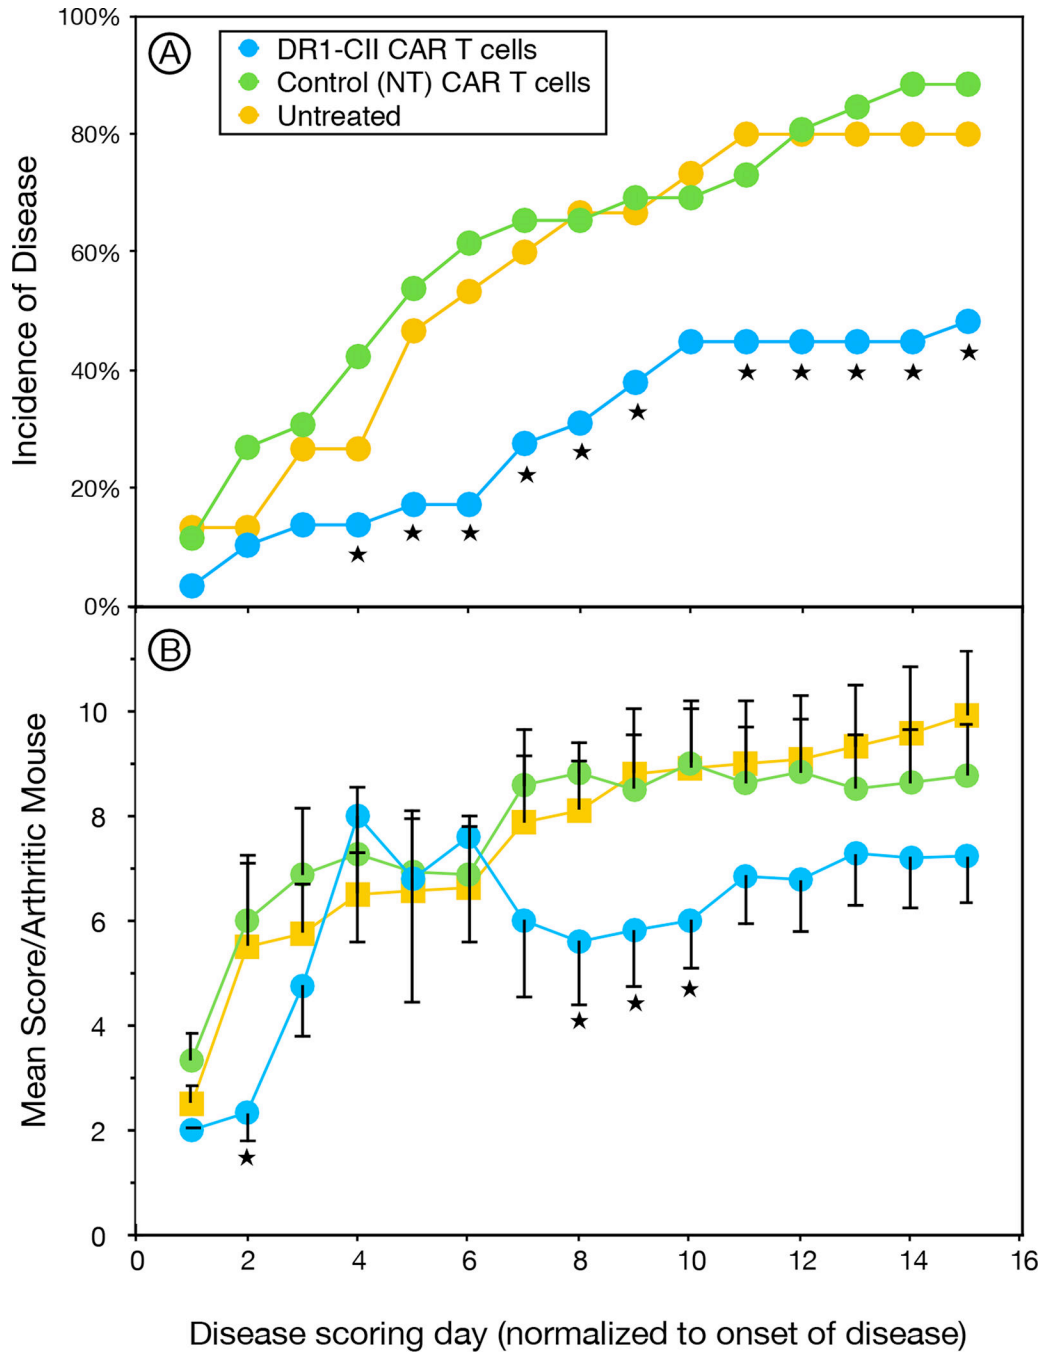 100%
80%
60%
40%
20%
0%
Incidence of Disease
A
DR1-CII CAR T cells
Control (NT) CAR T cells
Untreated
B
10
8
6
4
2
0
Mean Score/Arthritic Mouse
0 2 4 6 8 10 12 14 16
Disease scoring day (normalized to onset of disease)